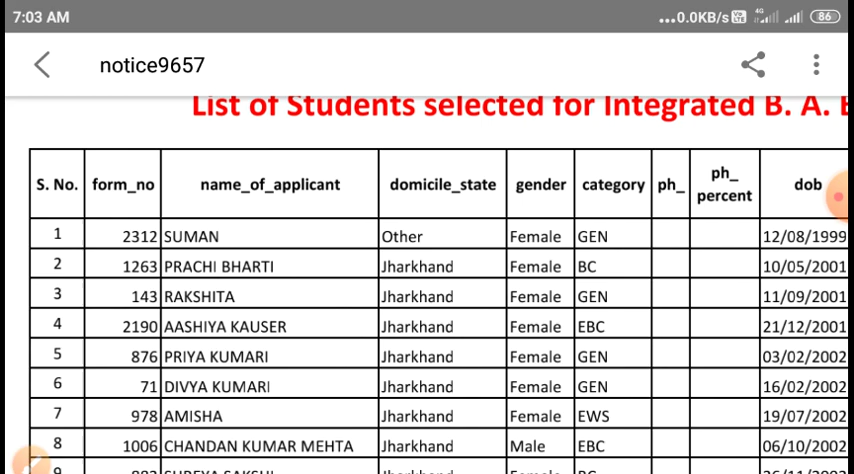 7:03 AM ...0.0KB/s Vo LTE 4G 86
notice9657
List of Students selected for Integrated B. A.
S. No. form_no name_of_applicant domicile_state gender category ph_ ph_ percent dob
1 2312 SUMAN Other Female GEN 12/08/1999
2 1263 PRACHI BHARTI Jharkhand Female BC 10/05/2001
3 143 RAKSHITA Jharkhand Female GEN 11/09/2001
4 2190 AASHIYA KAUSER Jharkhand Female EBC 21/12/2001
5 876 PRIYA KUMARI Jharkhand Female GEN 03/02/2002
6 71 DIVYA KUMARI Jharkhand Female GEN 16/02/2002
7 978 AMISHA Jharkhand Female EWS 19/07/2002
8 1006 CHANDAN KUMAR MEHTA Jharkhand Male EBC 06/10/2002